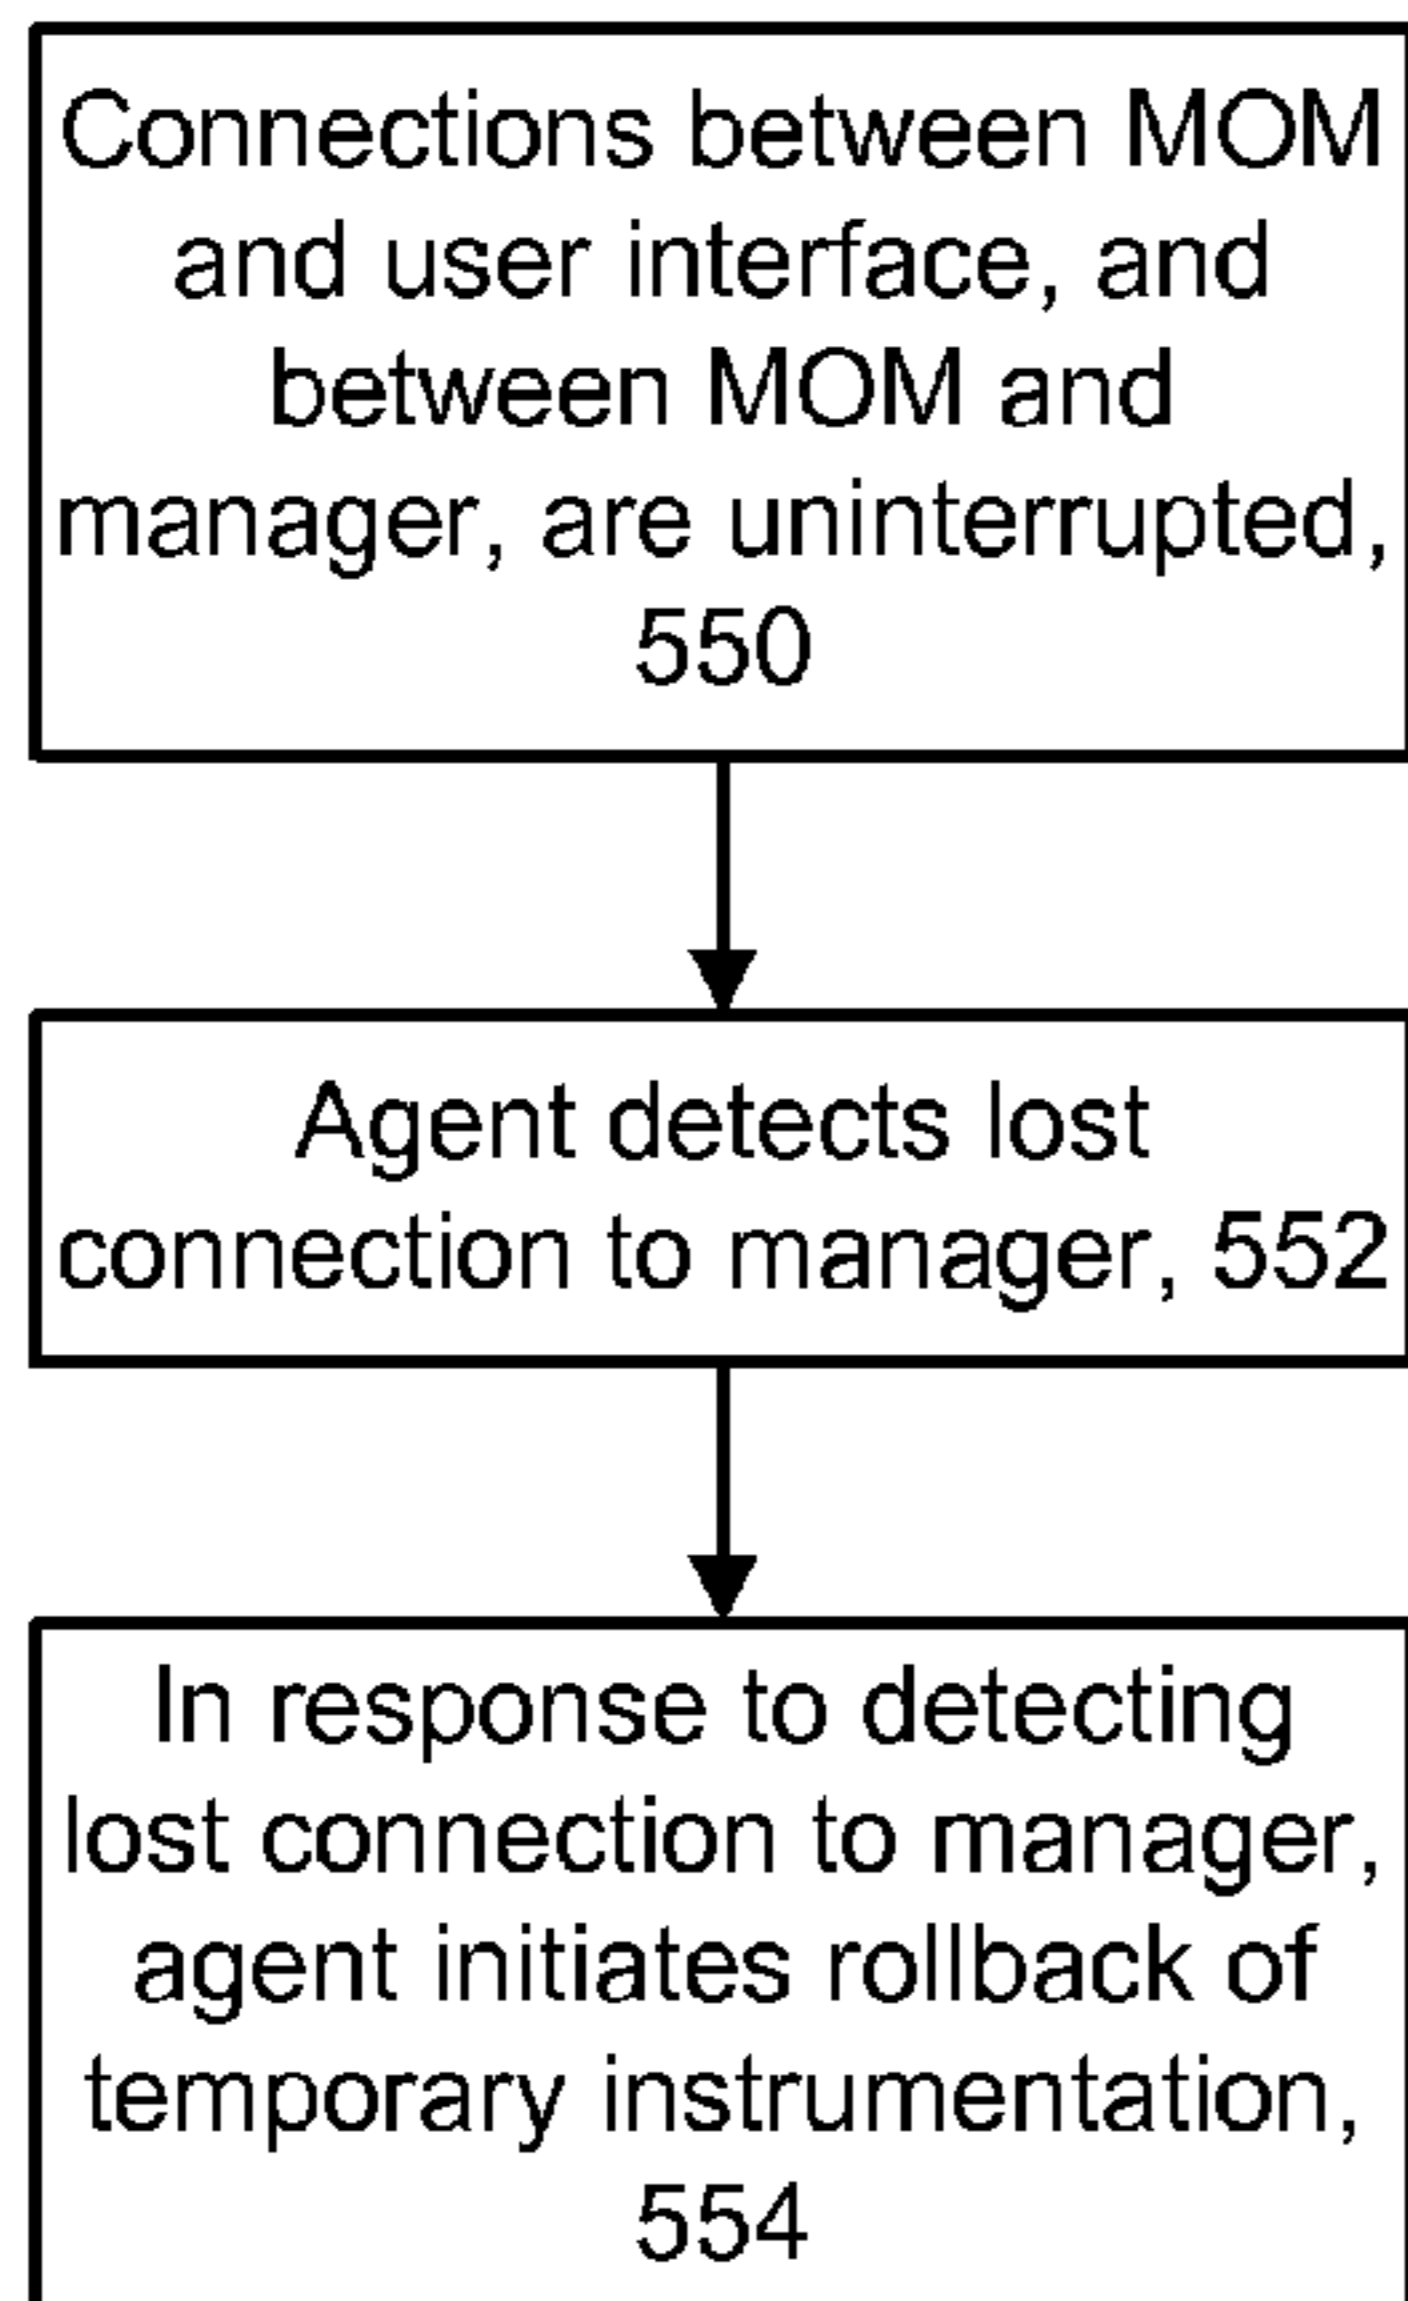 Connections between MOM
and user interface, and
between MOM and
manager, are uninterrupted,
550
Agent detects lost
connection to manager, 552
In response to detecting
lost connection to manager,
agent initiates rollback of
temporary instrumentation,
554